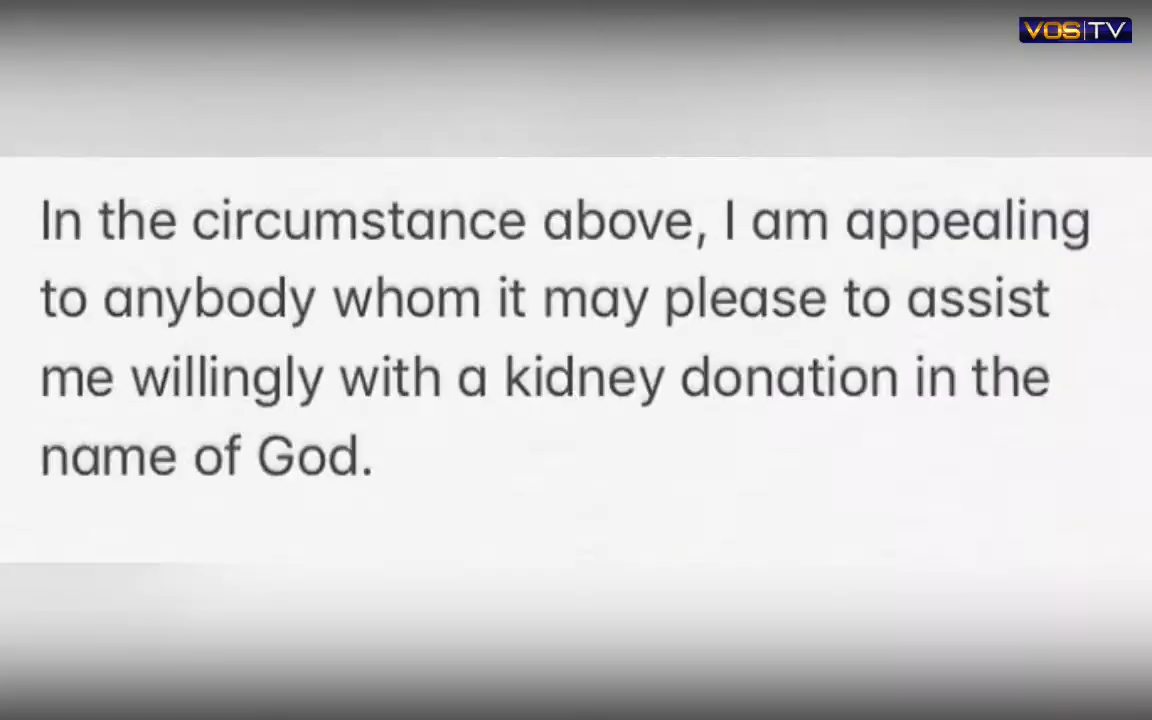 VOS|TV
In the circumstance above, I am appealing
to anybody whom it may please to assist
me willingly with a kidney donation in the
name of God.